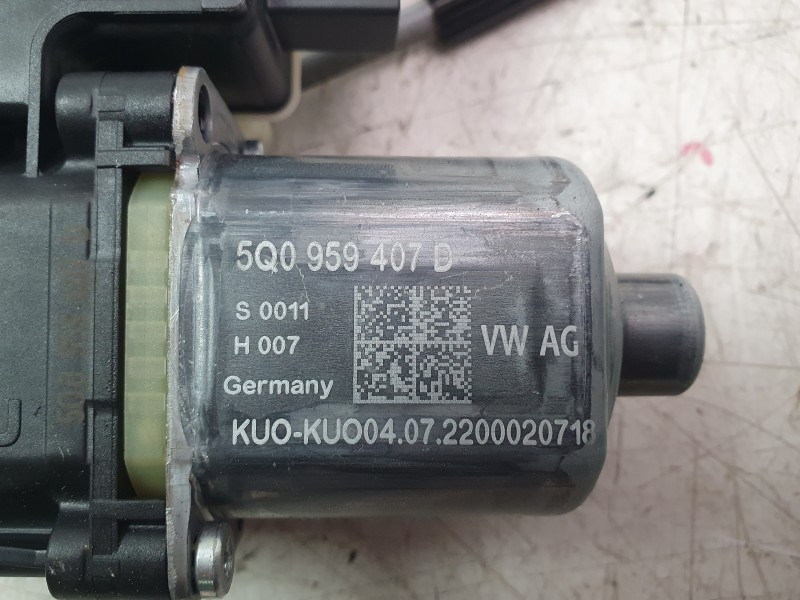 5Q0 959 407 D
S 0011
H 007
VW AG
Germany
KUO-KUO04.07.2200020718